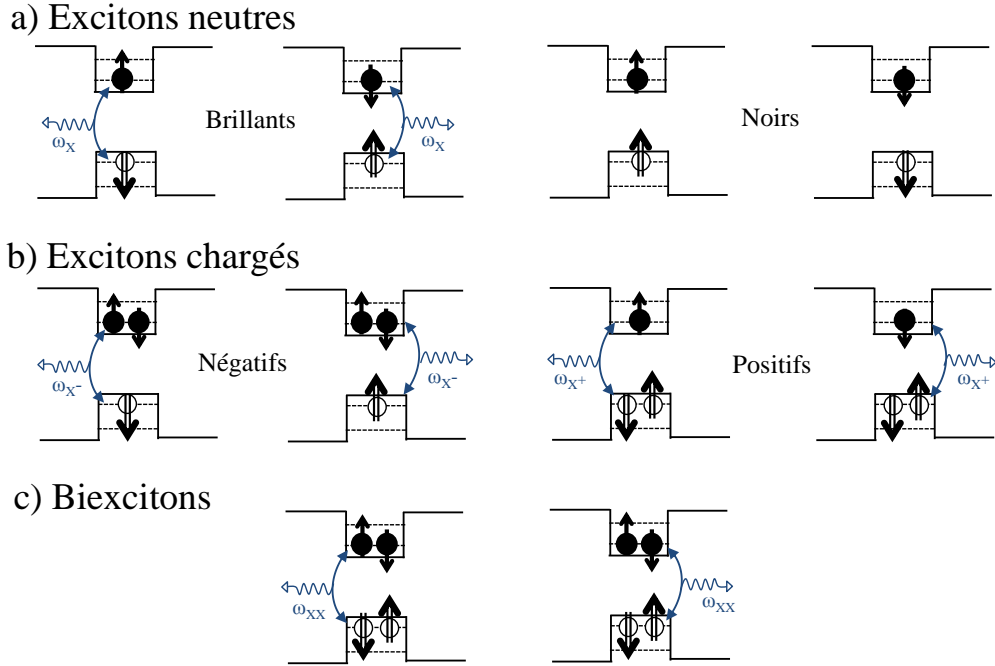 a) Excitons neutres
Brillants
Noirs
ωX
ωX
b) Excitons chargés
Négatifs
Positifs
ωX-
ωX-
ωX+
ωX+
c) Biexcitons
ωXX
ωXX